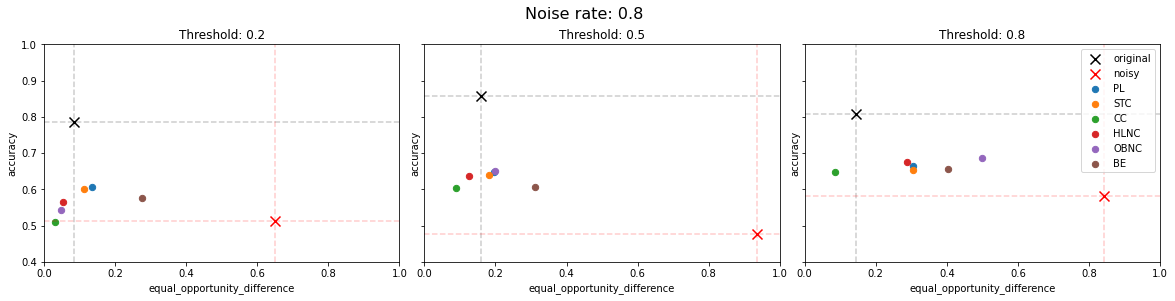 Noise rate: 0.8
Threshold: 0.2
1.0
0.9
0.8
0.7
0.6
0.5
0.4
accuracy
0.0 0.2 0.4 0.6 0.8 1.0
equal_opportunity_difference
Threshold: 0.5
accuracy
0.0 0.2 0.4 0.6 0.8 1.0
equal_opportunity_difference
Threshold: 0.8
accuracy
original
noisy
PL
STC
CC
HLNC
OBNC
BE
0.0 0.2 0.4 0.6 0.8 1.0
equal_opportunity_difference